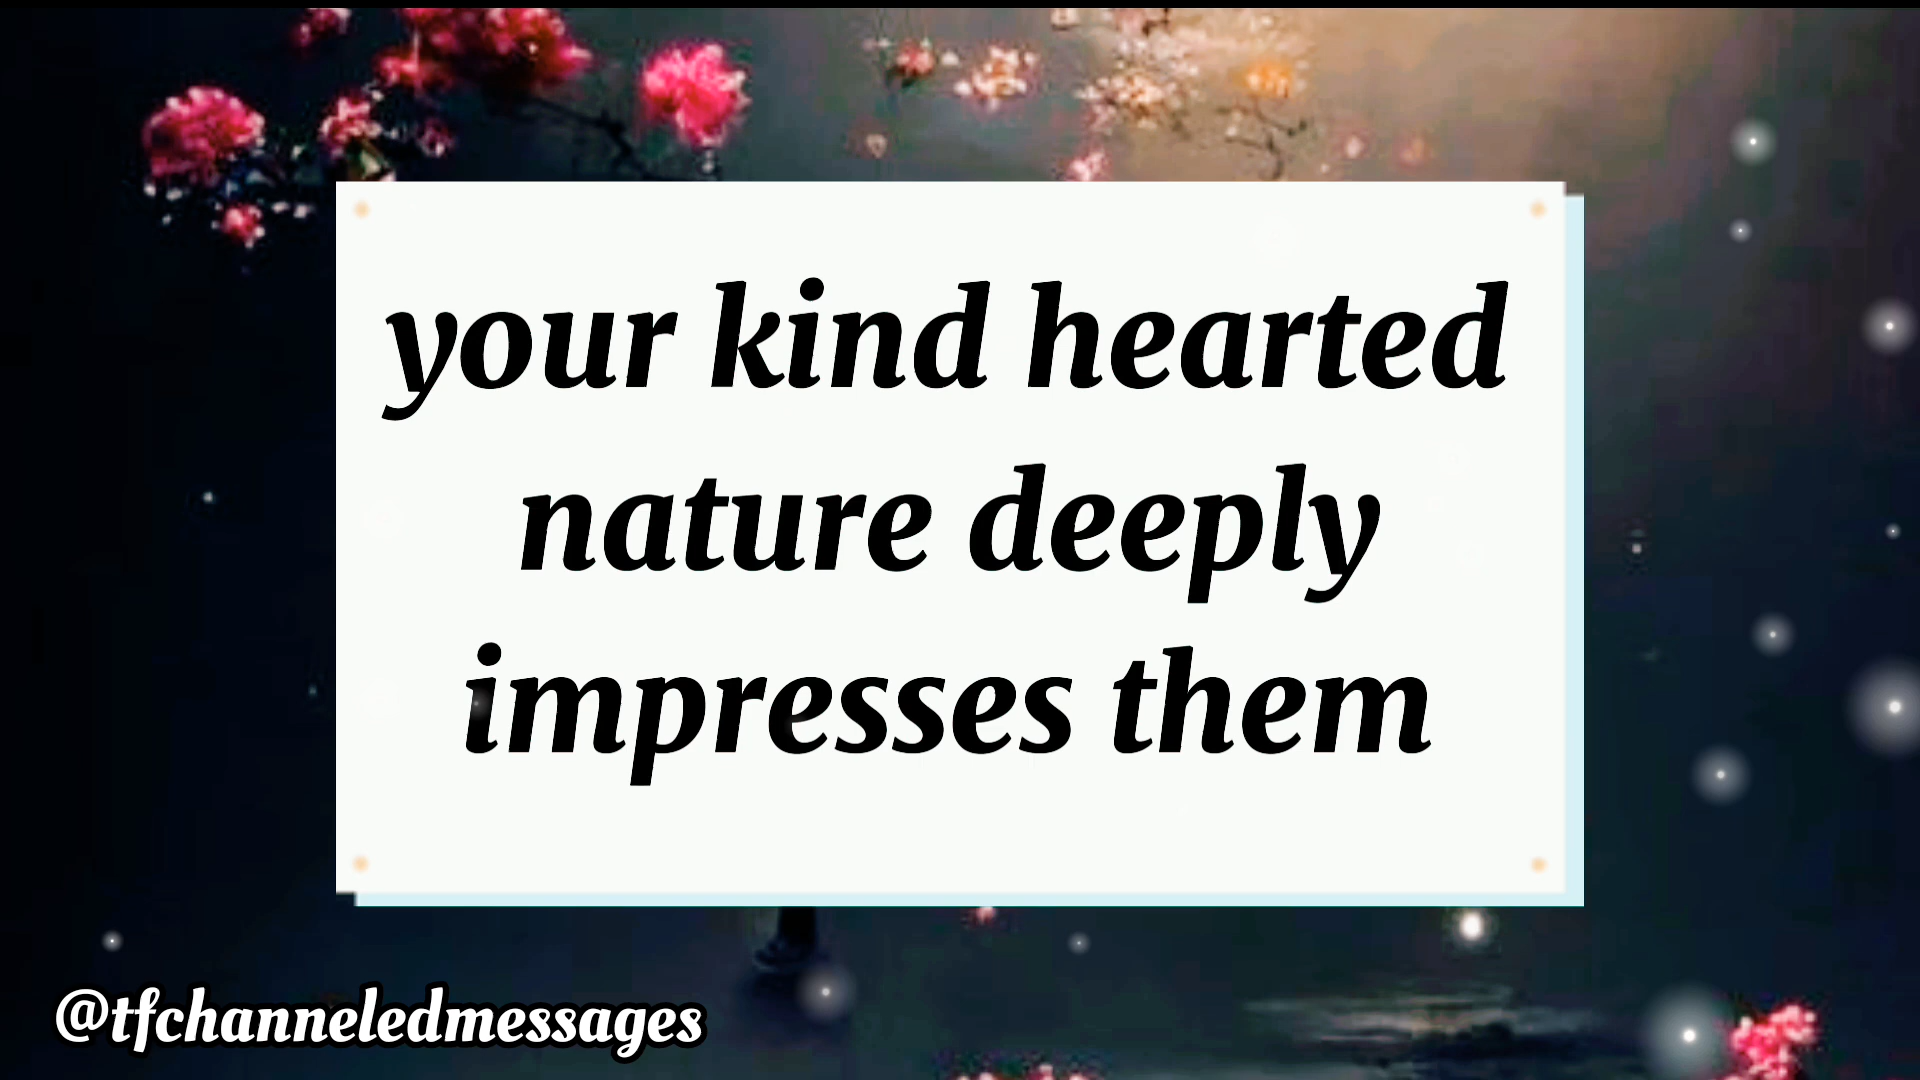 your kind hearted
nature deeply
impresses them
@tfchanneledmessages